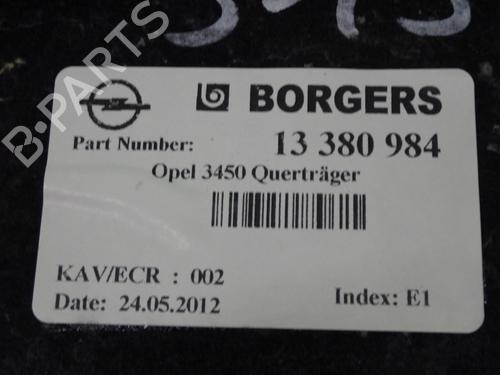 345
BORGERS
Part Number: 13 380 984
Opel 3450 Querträger
KAV/ECR : 002
Date: 24.05.2012
Index: E1
B-PARTS